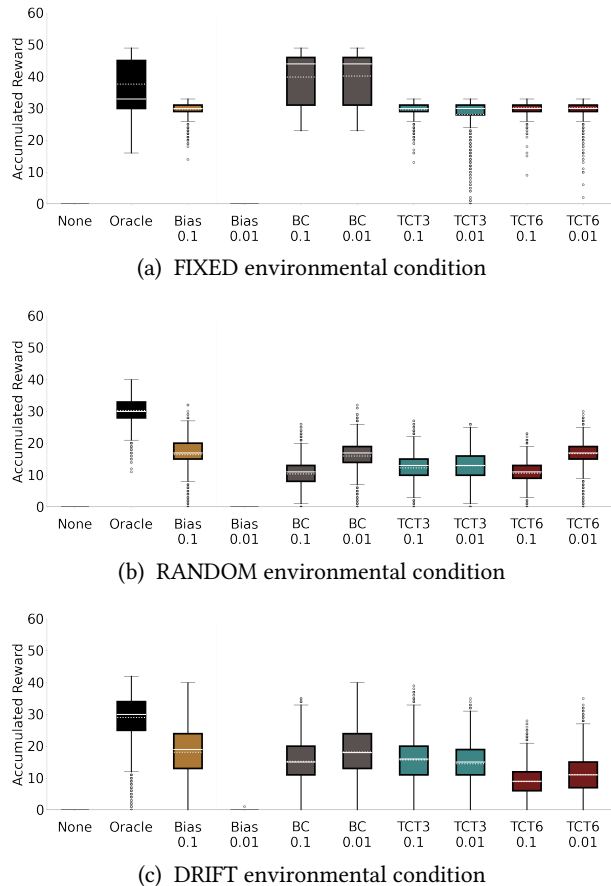 60
50
40
30
20
10
0
Accumulated Reward
None Oracle Bias Bias BC BC TCT3 TCT3 TCT6 TCT6
0.1 0.01 0.1 0.01 0.1 0.01 0.1 0.01
(a) FIXED environmental condition
60
50
40
30
20
10
0
Accumulated Reward
None Oracle Bias Bias BC BC TCT3 TCT3 TCT6 TCT6
0.1 0.01 0.1 0.01 0.1 0.01 0.1 0.01
(b) RANDOM environmental condition
60
50
40
30
20
10
0
Accumulated Reward
None Oracle Bias Bias BC BC TCT3 TCT3 TCT6 TCT6
0.1 0.01 0.1 0.01 0.1 0.01 0.1 0.01
(c) DRIFT environmental condition